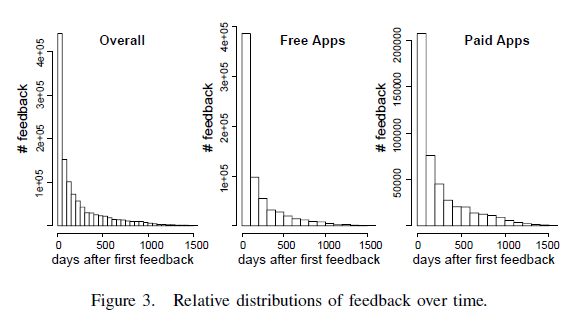 Overall
# feedback
1e+05 2e+05 3e+05 4e+05
0 500 1000 1500
days after first feedback
Free Apps
# feedback
1e+05 2e+05 3e+05 4e+05
0 500 1000 1500
days after first feedback
Paid Apps
# feedback
50000 100000 150000 200000
0 500 1000 1500
days after first feedback
Figure 3. Relative distributions of feedback over time.